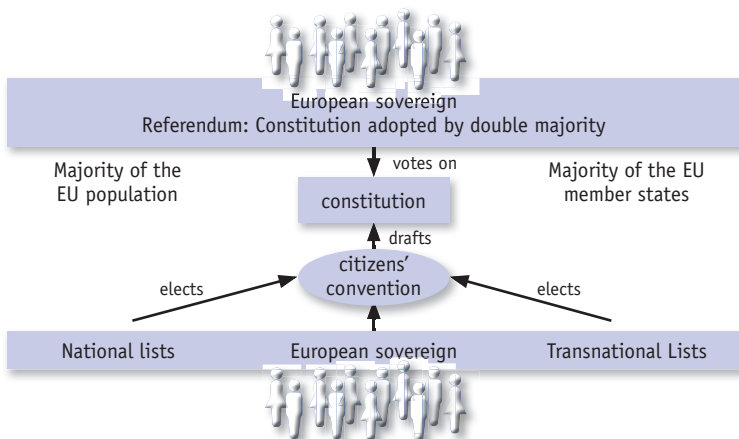 European sovereign
Referendum: Constitution adopted by double majority
Majority of the
EU population
votes on
Majority of the EU
member states
constitution
drafts
citizens’
convention
elects
elects
National lists
European sovereign
Transnational Lists